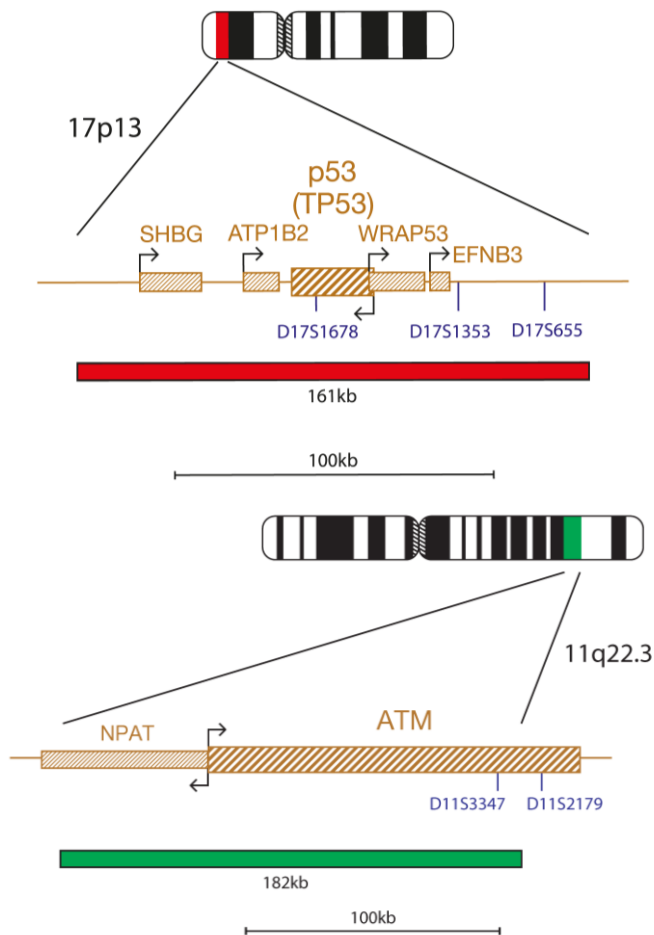 17p13
p53
(TP53)
SHBG
ATP1B2
WRAP53
EFNB3
D17S1678
D17S1353
D17S655
161kb
100kb
11q22.3
NPAT
ATM
D11S3347
D11S2179
182kb
100kb